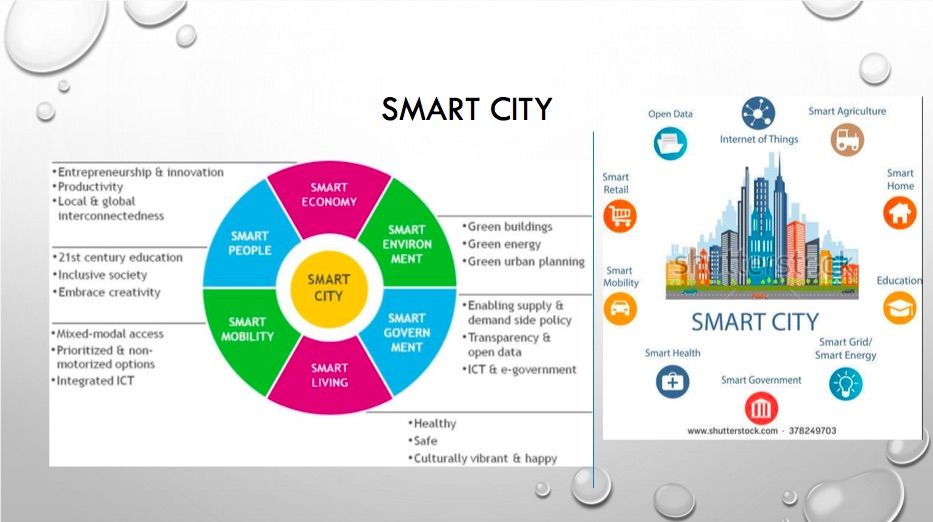 SMART CITY
• Entrepreneurship & innovation
• Productivity
• Local & global
interconnectedness
• 21st century education
• Inclusive society
• Embrace creativity
• Mixed-modal access
• Prioritized & non-
motorized options
• Integrated ICT
SMART
ECONOMY
SMART
PEOPLE
SMART
ENVIRON
MENT
SMART
CITY
SMART
MOBILITY
SMART
GOVERN
MENT
SMART
LIVING
• Green buildings
• Green energy
• Green urban planning
• Enabling supply &
demand side policy
• Transparency &
open data
• ICT & e-government
• Healthy
• Safe
• Culturally vibrant & happy
Open Data
Internet of Things
Smart Agriculture
Smart
Retail
Smart
Home
shutterstock
Smart
Mobility
Education
SMART CITY
Smart Health
Smart Government
Smart Grid/
Smart Energy
www.shutterstock.com · 378249703